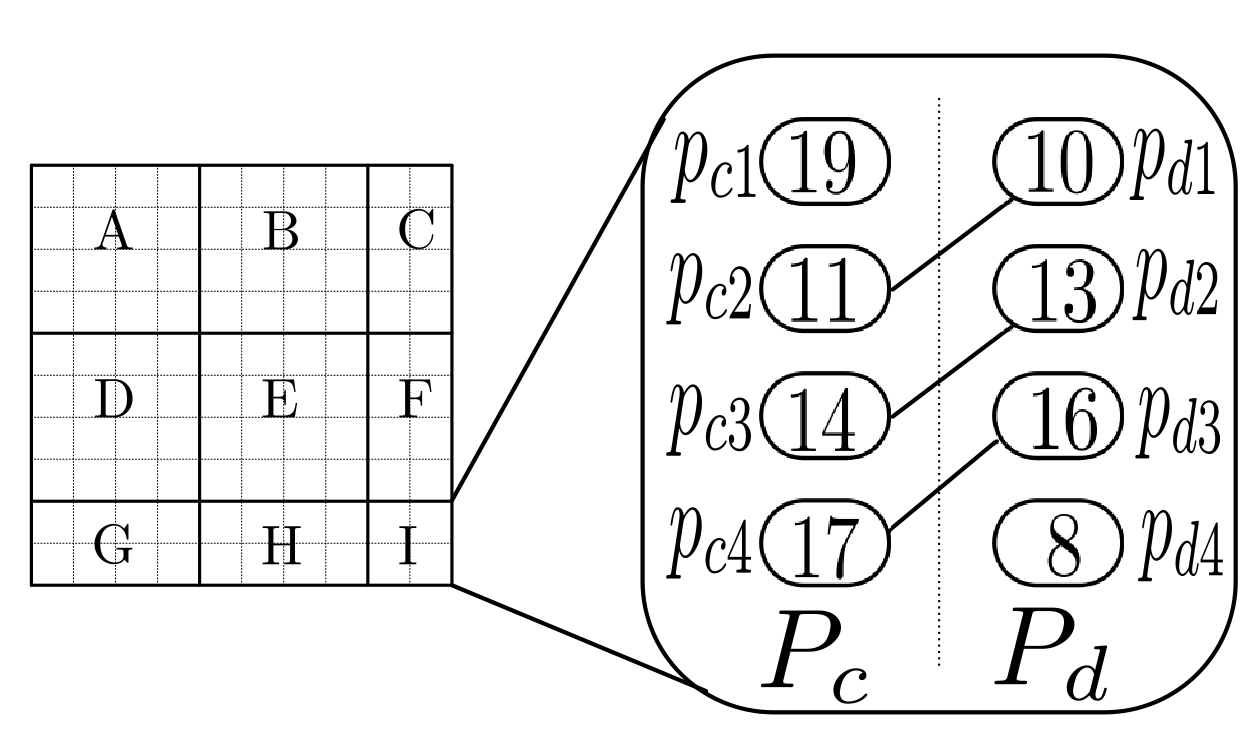 A B C
D E F
G H I
p_{c1} 19 10 p_{d1}
p_{c2} 11 13 p_{d2}
p_{c3} 14 16 p_{d3}
p_{c4} 17 8 p_{d4}
P_c P_d